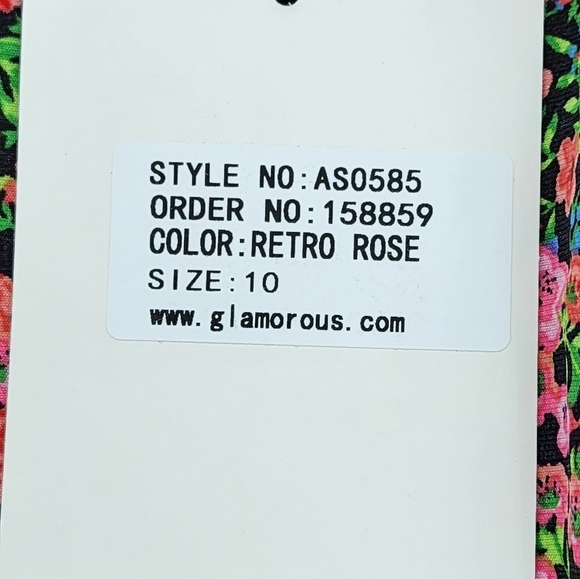 STYLE NO:AS0585
ORDER NO:158859
COLOR:RETRO ROSE
SIZE:10
www.glamorous.com